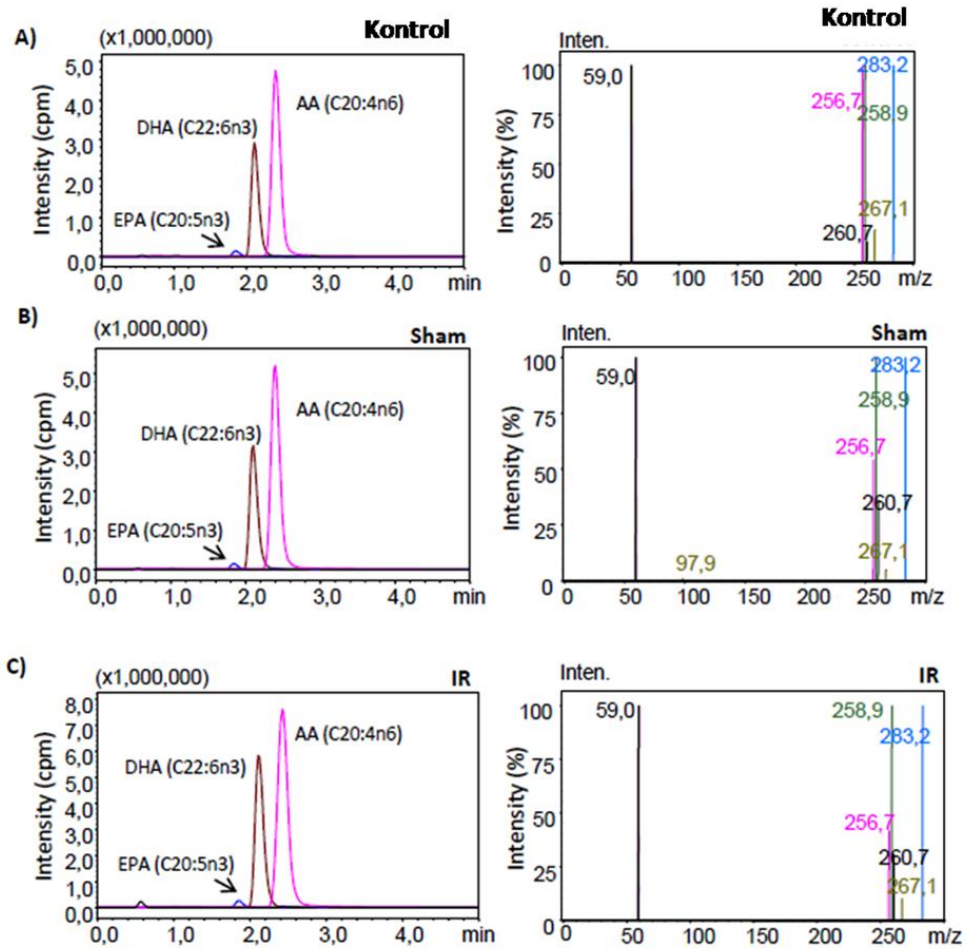 A)
(x1,000,000)
Kontrol
Intensity (cpm)
5,0
4,0
3,0
2,0
1,0
0,0
AA (C20:4n6)
DHA (C22:6n3)
EPA (C20:5n3)
0,0 1,0 2,0 3,0 4,0 min
Kontrol
Inten.
Intensity (%)
100
75
50
25
0
59,0
283,2
256,7
258,9
267,1
260,7
0 50 100 150 200 250 m/z
B)
(x1,000,000)
Sham
Intensity (cpm)
5,0
4,0
3,0
2,0
1,0
0,0
AA (C20:4n6)
DHA (C22:6n3)
EPA (C20:5n3)
0,0 1,0 2,0 3,0 4,0 min
Inten.
Sham
Intensity (%)
100
75
50
25
0
283,2
59,0
258,9
256,7
260,7
267,1
97,9
0 50 100 150 200 250 m/z
C)
(x1,000,000)
IR
Intensity (cpm)
8,0
7,0
6,0
5,0
4,0
3,0
2,0
1,0
0,0
AA (C20:4n6)
DHA (C22:6n3)
EPA (C20:5n3)
0,0 1,0 2,0 3,0 4,0 min
Inten.
IR
Intensity (%)
100
75
50
25
0
59,0
258,9
283,2
256,7
260,7
267,1
0 50 100 150 200 250 m/z